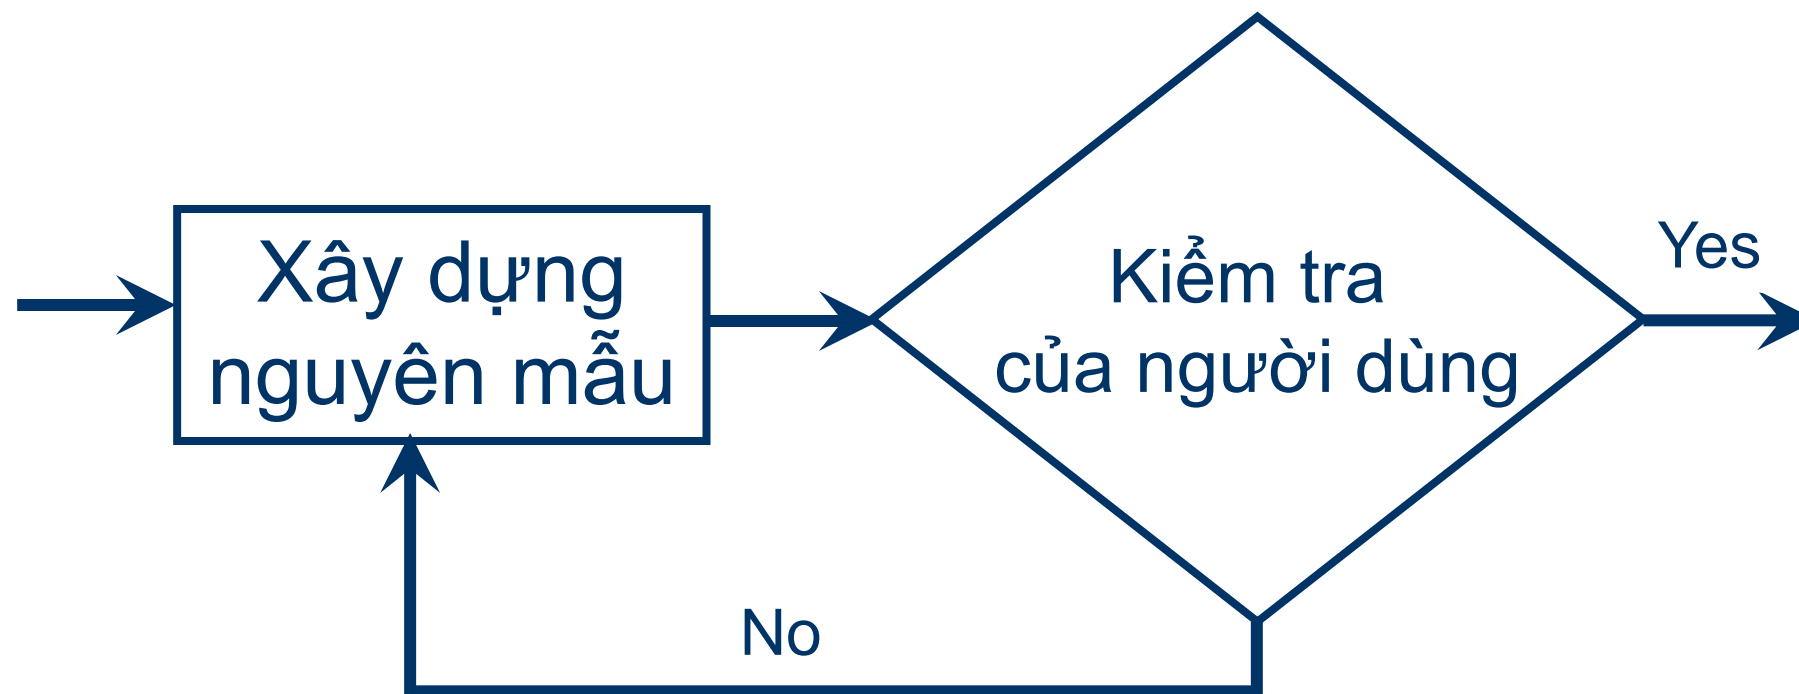 Xây dựng
nguyên mẫu
Kiểm tra
của người dùng
Yes
No